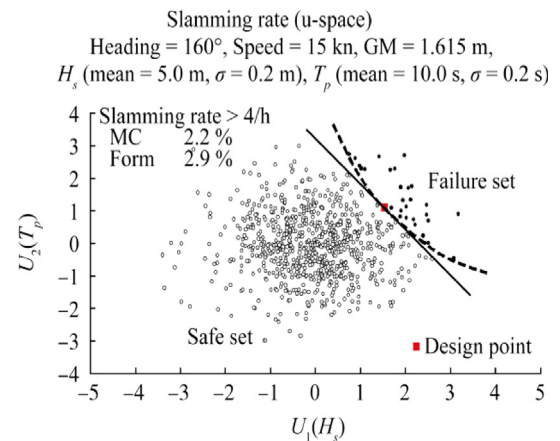 Slamming rate (u-space)
Heading = 160°, Speed = 15 kn, GM = 1.615 m,
Hs (mean = 5.0 m, σ = 0.2 m), Tp (mean = 10.0 s, σ = 0.2 s)
Slamming rate > 4/h
MC 2.2 %
Form 2.9 %
Failure set
Safe set
Design point
4
3
2
1
0
−1
−2
−3
−4
U2(Tp)
−5 −4 −3 −2 −1 0 1 2 3 4 5
U1(Hs)